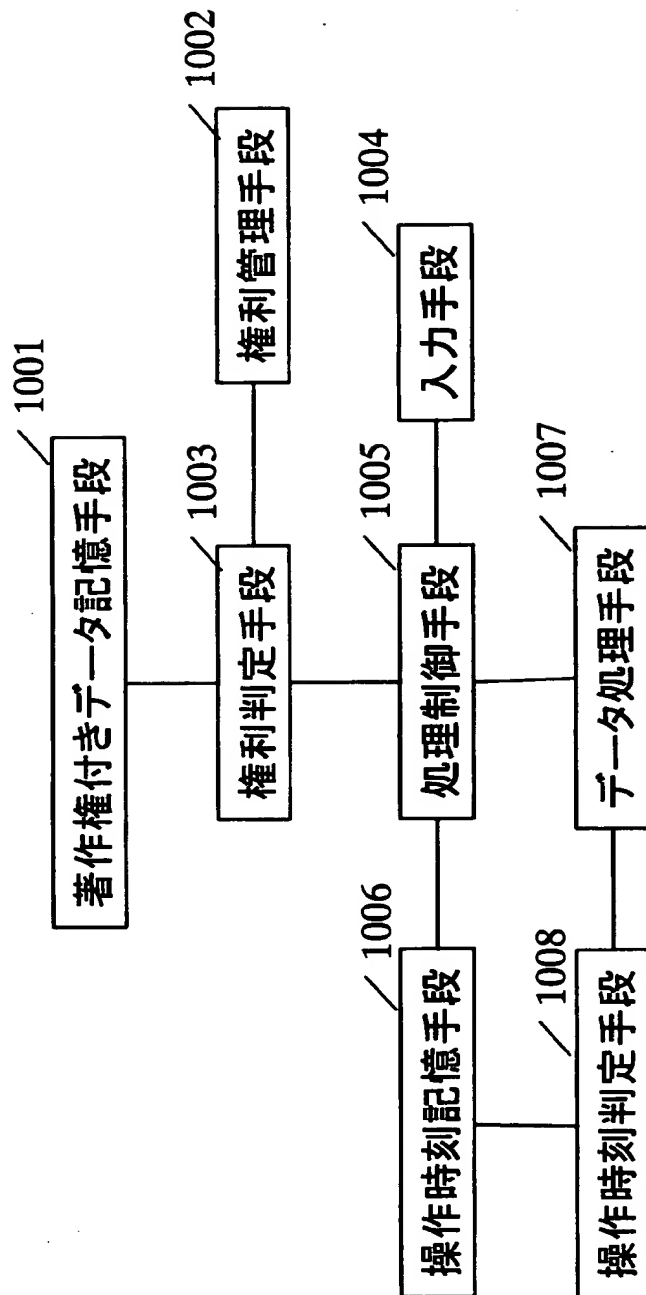 1001
著作権付きデータ記憶手段
1003
権利判定手段
1002
権利管理手段
1006
操作時刻記憶手段
1005
処理制御手段
1004
入力手段
1008
操作時刻判定手段
1007
データ処理手段